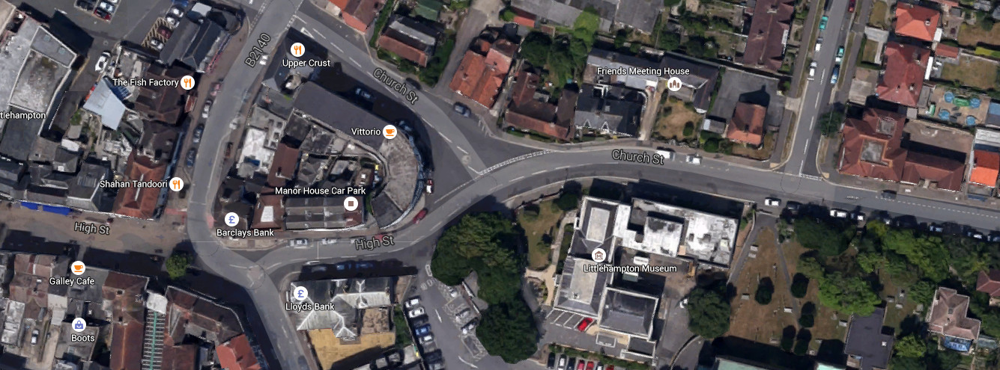 B2140
Upper Crust
The Fish Factory
Church St
Friends Meeting House
tlehampton
Vittorio
Church St
Shahan Tandoori
Manor House Car Park
High St
Barclays Bank
High St
Littlehampton Museum
Galley Cafe
Lloyds Bank
Boots